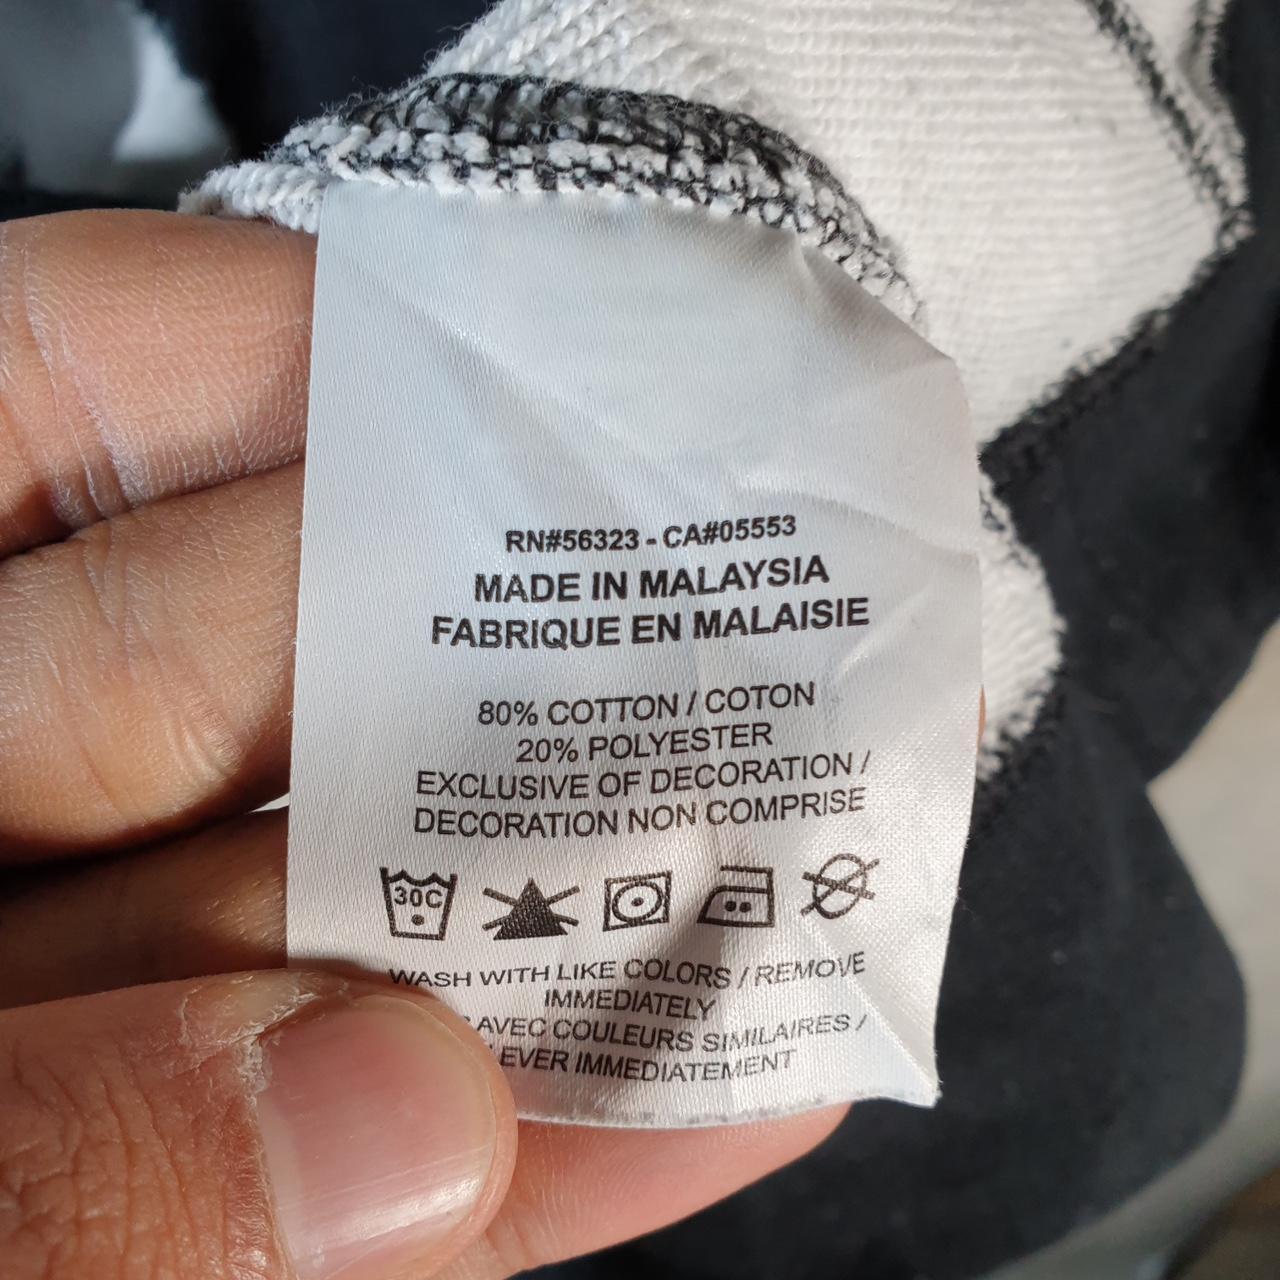 RN#56323 - CA#05553
MADE IN MALAYSIA
FABRIQUE EN MALAISIE
80% COTTON / COTON
20% POLYESTER
EXCLUSIVE OF DECORATION /
DECORATION NON COMPRISE
30C
WASH WITH LIKE COLORS / REMOVE
IMMEDIATELY
AVEC COULEURS SIMILAIRES /
IMMEDIATEMENT